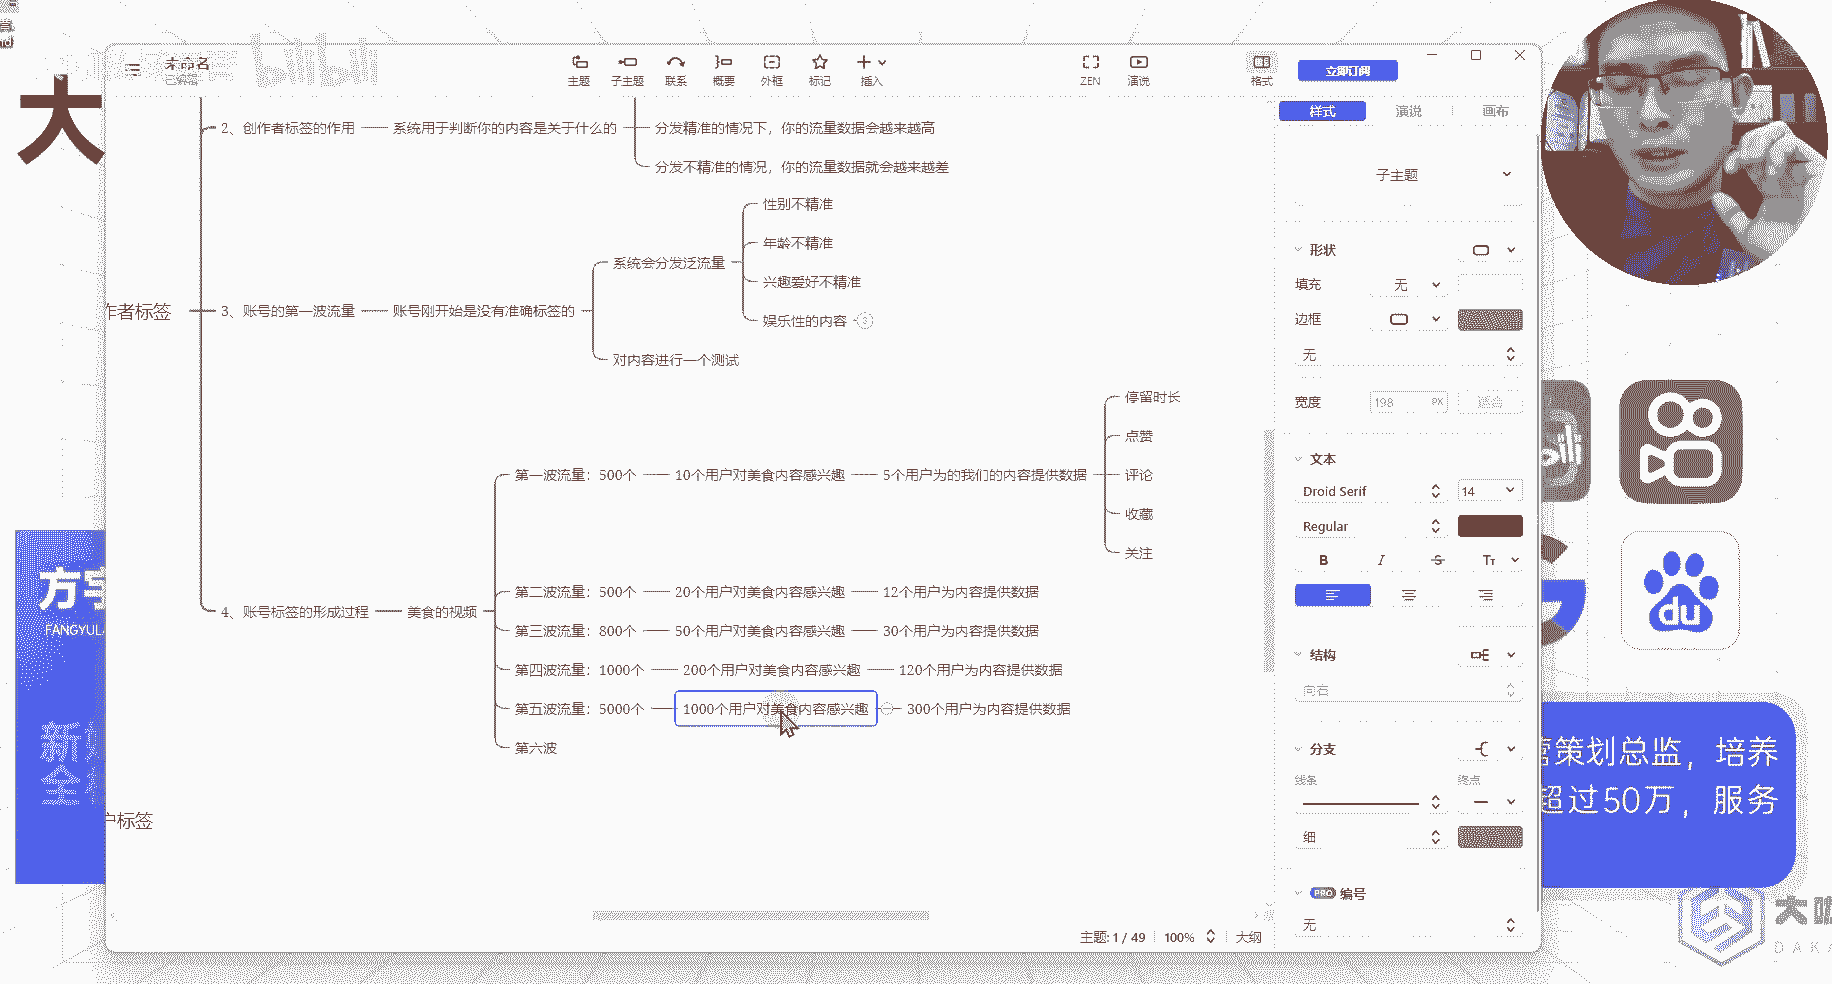 未命名
已编辑
主题
子主题
联系
概要
外框
标记
插入
ZEN
演说
格式
立即订阅
bilibili
大
2、创作者标签的作用
系统用于判断你的内容是关于什么的
分发精准的情况下，你的流量数据会越来越高
分发不精准的情况，你的流量数据就会越来越差
作者标签
3、账号的第一波流量
账号刚开始是没有准确标签的
系统会分发泛流量
性别不精准
年龄不精准
兴趣爱好不精准
娱乐性的内容
对内容进行一个测试
4、账号标签的形成过程
美食的视频
第一波流量：500个
10个用户对美食内容感兴趣
5个用户为的我们的内容提供数据
停留时长
点赞
评论
收藏
关注
第二波流量：500个
20个用户对美食内容感兴趣
12个用户为内容提供数据
第三波流量：800个
50个用户对美食内容感兴趣
30个用户为内容提供数据
第四波流量：1000个
200个用户对美食内容感兴趣
120个用户为内容提供数据
第五波流量：5000个
1000个用户对美食内容感兴趣
300个用户为内容提供数据
第六波
户标签
主题: 1 / 49
100%
大纲
样式
演说
画布
子主题
形状
填充
无
边框
无
宽度
198
PX
适合
文本
Droid Serif
14
Regular
B
I
S
Tт
结构
向右
分支
线条
终点
细
PRO
编号
无
方宇
FANGYUL
新
全
du
营策划总监，培养
超过50万，服务
大咖
DAKA